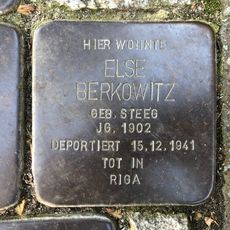 HIER WOHNTE
ELSE
BERKOWITZ
GEB. STEEG
JG. 1902
DEPORTIERT 15.12.1941
TOT IN
RIGA